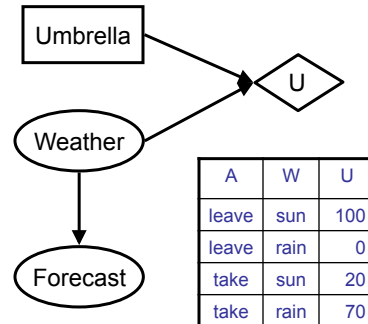 Umbrella
U
Weather
Forecast
A W U
leave sun 100
leave rain 0
take sun 20
take rain 70